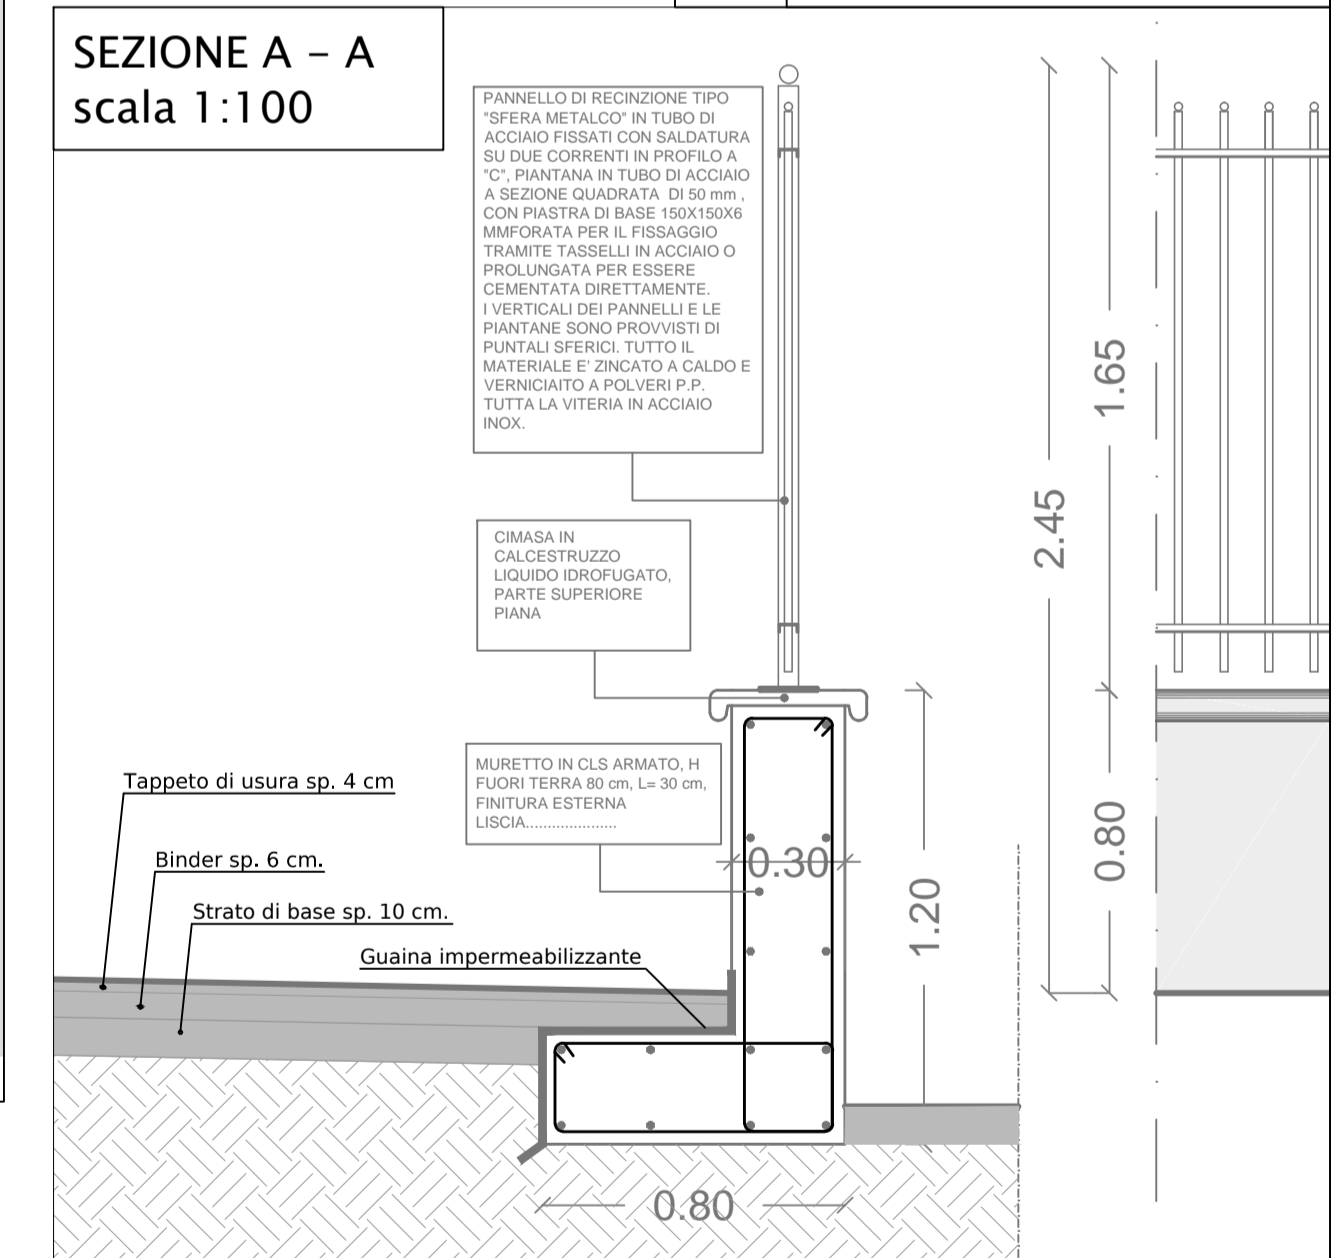 SEZIONE A – A
scala 1:100
PANNELLO DI RECINZIONE TIPO
"SFERA METALCO" IN TUBO DI
ACCIAIO FISSATI CON SALDATURA
SU DUE CORRENTI IN PROFILO A
"C", PIANTANA IN TUBO DI ACCIAIO
A SEZIONE QUADRATA DI 50 mm ,
CON PIASTRA DI BASE 150X150X6
MMFORATA PER IL FISSAGGIO
TRAMITE TASSELLI IN ACCIAIO O
PROLUNGATA PER ESSERE
CEMENTATA DIRETTAMENTE.
I VERTICALI DEI PANNELLI E LE
PIANTANE SONO PROVVISTI DI
PUNTALI SFERICI. TUTTO IL
MATERIALE E' ZINCATO A CALDO E
VERNICIAITO A POLVERI P.P.
TUTTA LA VITERIA IN ACCIAIO
INOX.
CIMASA IN
CALCESTRUZZO
LIQUIDO IDROFUGATO,
PARTE SUPERIORE
PIANA
MURETTO IN CLS ARMATO, H
FUORI TERRA 80 cm, L= 30 cm,
FINITURA ESTERNA
LISCIA.....................
Tappeto di usura sp. 4 cm
Binder sp. 6 cm.
Strato di base sp. 10 cm.
Guaina impermeabilizzante
0.30
1.20
2.45
1.65
0.80
0.80